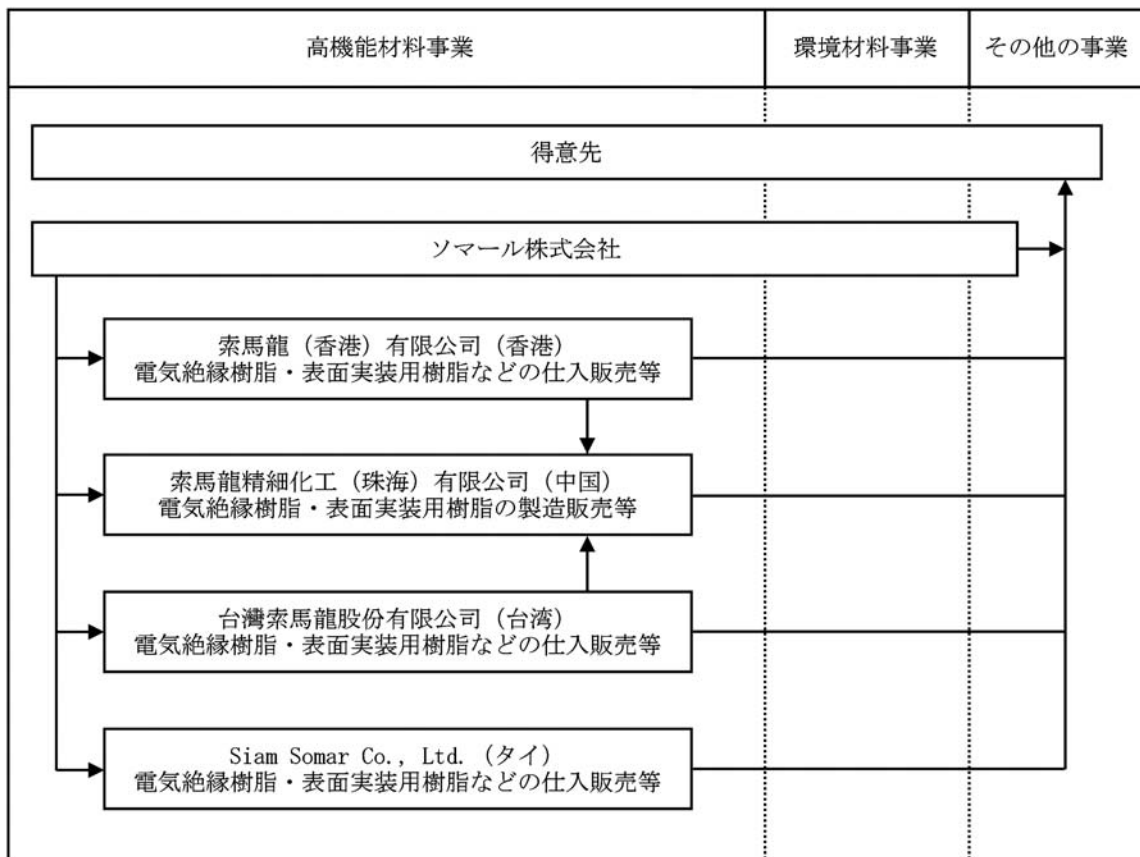 高機能材料事業
環境材料事業
その他の事業
得意先
ソマール株式会社
索馬龍（香港）有限公司（香港）
電気絶縁樹脂・表面実装用樹脂などの仕入販売等
索馬龍精細化工（珠海）有限公司（中国）
電気絶縁樹脂・表面実装用樹脂の製造販売等
台灣索馬龍股份有限公司（台湾）
電気絶縁樹脂・表面実装用樹脂などの仕入販売等
Siam Somar Co., Ltd.（タイ）
電気絶縁樹脂・表面実装用樹脂などの仕入販売等